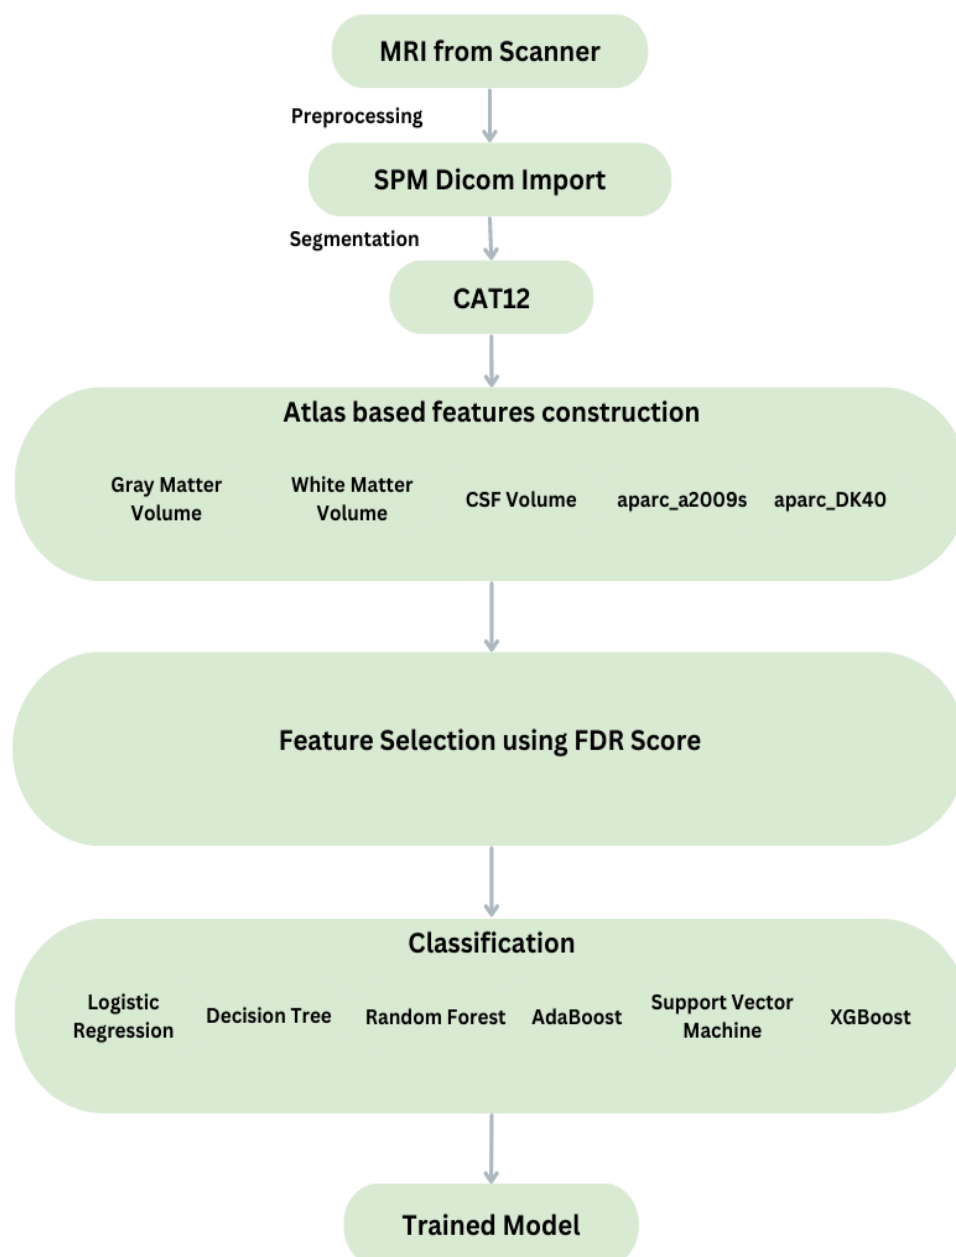 MRI from Scanner
Preprocessing
SPM Dicom Import
Segmentation
CAT12
Atlas based features construction
Gray Matter
Volume
White Matter
Volume
CSF Volume
aparc_a2009s
aparc_DK40
Feature Selection using FDR Score
Classification
Logistic
Regression
Decision Tree
Random Forest
AdaBoost
Support Vector
Machine
XGBoost
Trained Model